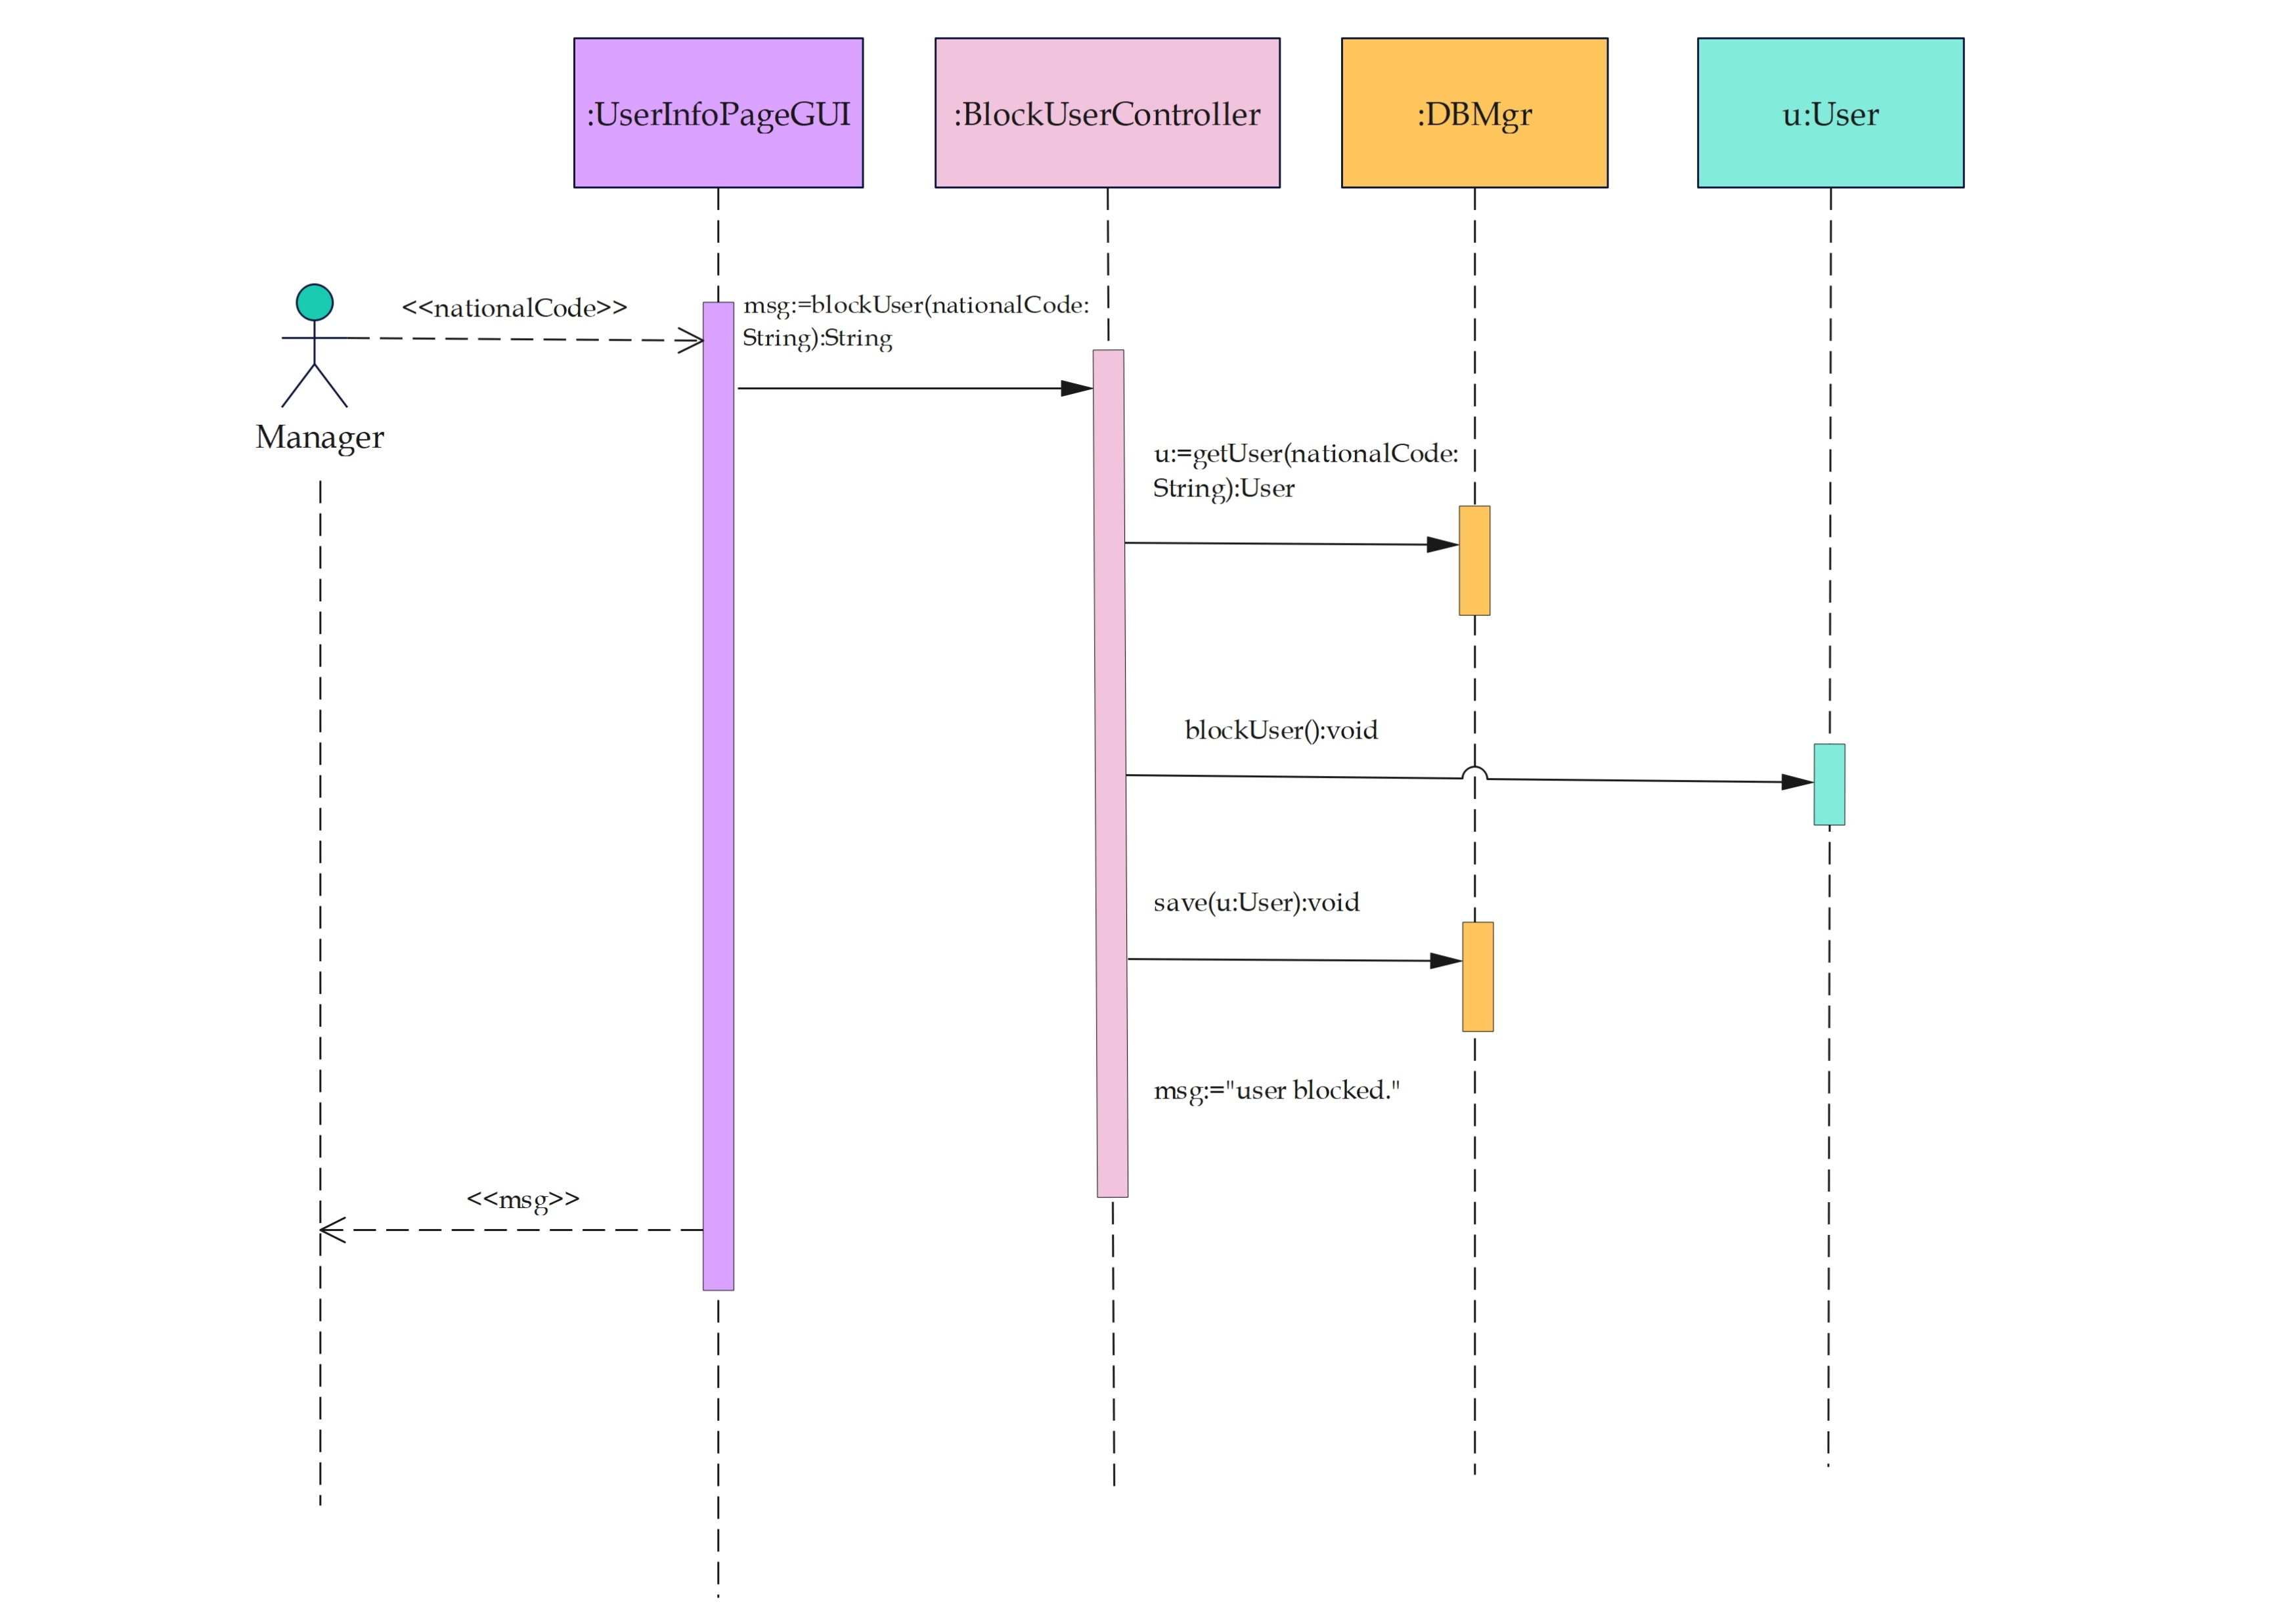 :UserInfoPageGUI
:BlockUserController
:DBMgr
u:User
<<nationalCode>>
msg:=blockUser(nationalCode:
String):String
Manager
u:=getUser(nationalCode:
String):User
blockUser():void
save(u:User):void
msg:="user blocked."
<<msg>>